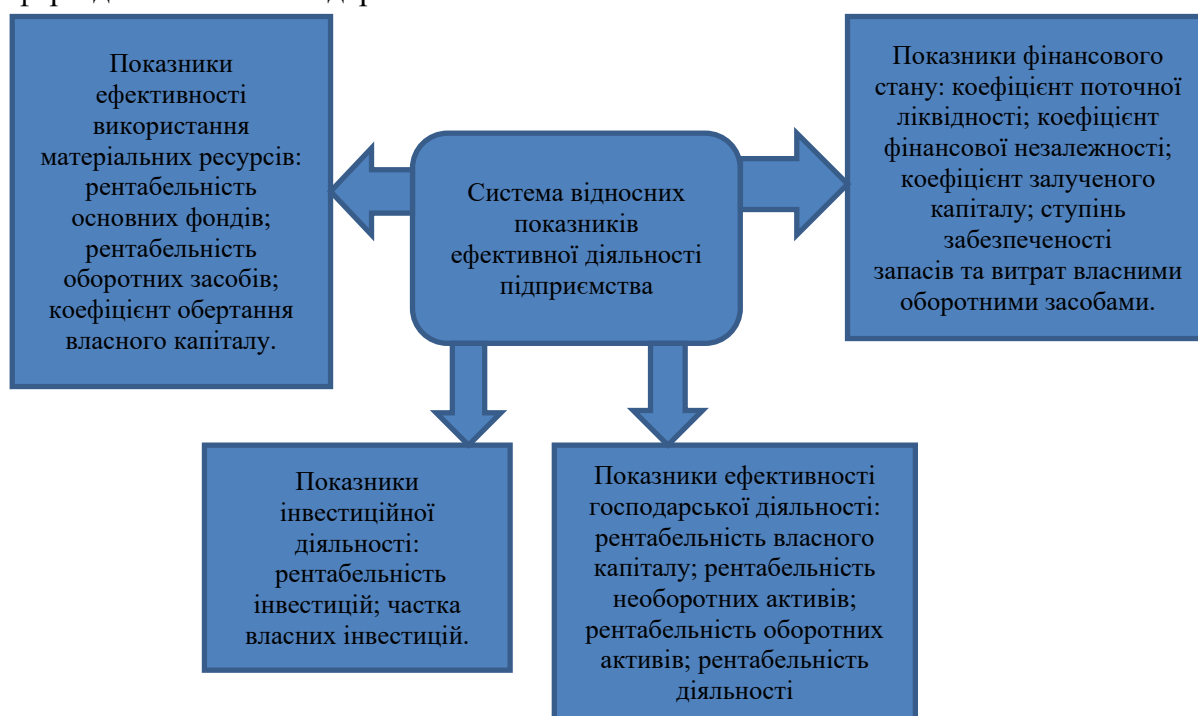 Показники
ефективності
використання
матеріальних ресурсів:
рентабельність
основних фондів;
рентабельність
оборотних засобів;
коефіцієнт обертання
власного капіталу.
Система відносних
показників
ефективної діяльності
підприємства
Показники фінансового
стану: коефіцієнт поточної
ліквідності; коефіцієнт
фінансової незалежності;
коефіцієнт залученого
капіталу; ступінь
забезпеченості
запасів та витрат власними
оборотними засобами.
Показники
інвестиційної
діяльності:
рентабельність
інвестицій; частка
власних інвестицій.
Показники ефективності
господарської діяльності:
рентабельність власного
капіталу; рентабельність
необоротних активів;
рентабельність оборотних
активів; рентабельність
діяльності